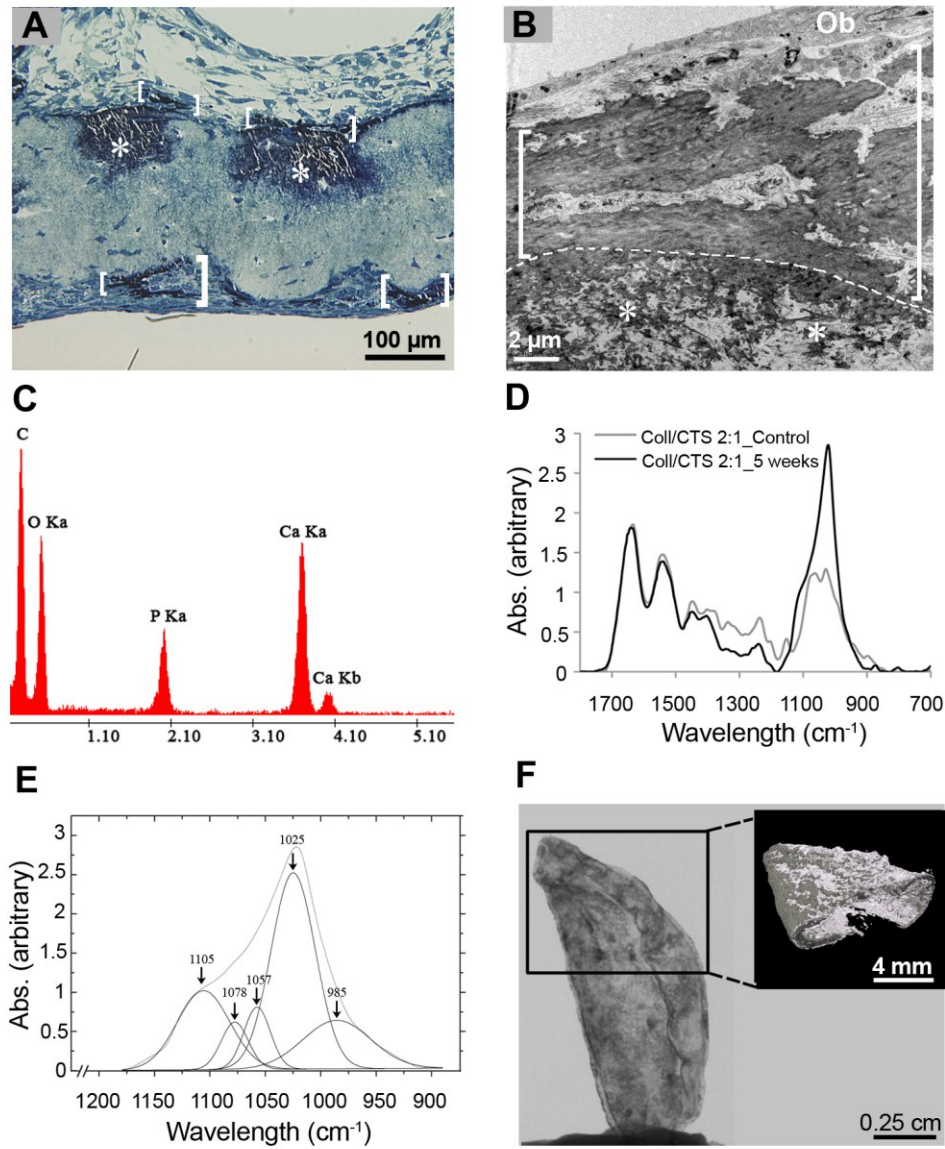 A
*
*
100 µm
B
Ob
*
*
2 µm
C
C
O Ka
P Ka
Ca Ka
Ca Kb
1.10 2.10 3.10 4.10 5.10
D
Coll/CTS 2:1_Control
Coll/CTS 2:1_5 weeks
Abs. (arbitrary)
3
2.5
2
1.5
1
0.5
0
1700 1500 1300 1100 900 700
Wavelength (cm-1)
E
Abs. (arbitrary)
3
2.5
2
1.5
1
0.5
0
1025
1105
1078
1057
985
1200 1150 1100 1050 1000 950 900
Wavelength (cm-1)
F
4 mm
0.25 cm